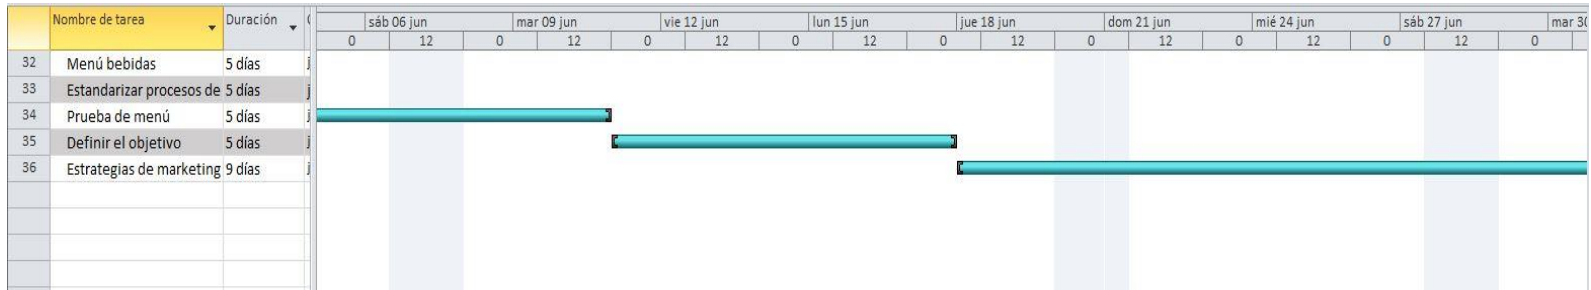 Nombre de tarea Duración
sáb 06 jun mar 09 jun vie 12 jun lun 15 jun jue 18 jun dom 21 jun mié 24 jun sáb 27 jun mar 30
0 12 0 12 0 12 0 12 0 12 0 12 0 12 0 12 0
32 Menú bebidas 5 días
33 Estandarizar procesos de 5 días
34 Prueba de menú 5 días
35 Definir el objetivo 5 días
36 Estrategias de marketing 9 días